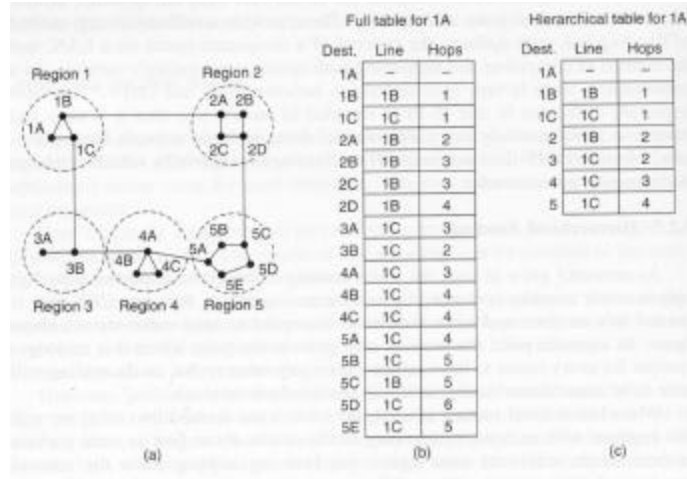 Full table for 1A
Dest. Line Hops
1A – –
1B 1B 1
1C 1C 1
2A 1B 2
2B 1B 3
2C 1B 3
2D 1B 4
3A 1C 3
3B 1C 2
4A 1C 3
4B 1C 4
4C 1C 4
5A 1C 4
5B 1C 5
5C 1B 5
5D 1C 6
5E 1C 5
(b)
Hierarchical table for 1A
Dest. Line Hops
1A – –
1B 1B 1
1C 1C 1
2 1B 2
3 1C 2
4 1C 3
5 1C 4
(c)
Region 1 Region 2
1B
1A
1C
2A 2B
2C 2D
3A
3B
4A
4B 4C
5B 5C
5A
5D
5E
Region 3 Region 4 Region 5
(a)